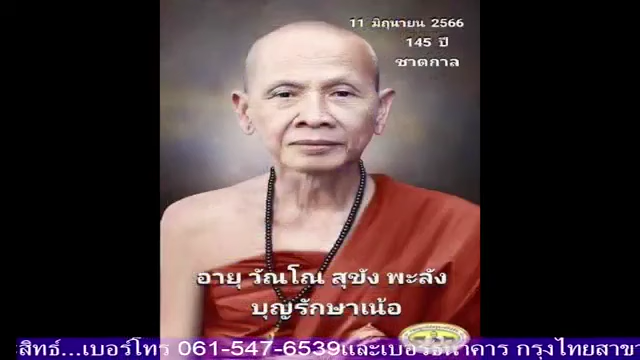 11 มิถุนายน 2566
145 ปี
ชาตกาล
อายุ วัณโณ สุขัง พะลัง
บุญรักษาเน้อ
ะสิทธ์...เบอร์โทร 061-547-6539และเบอร์ธนาคาร กรุงไทยสาข